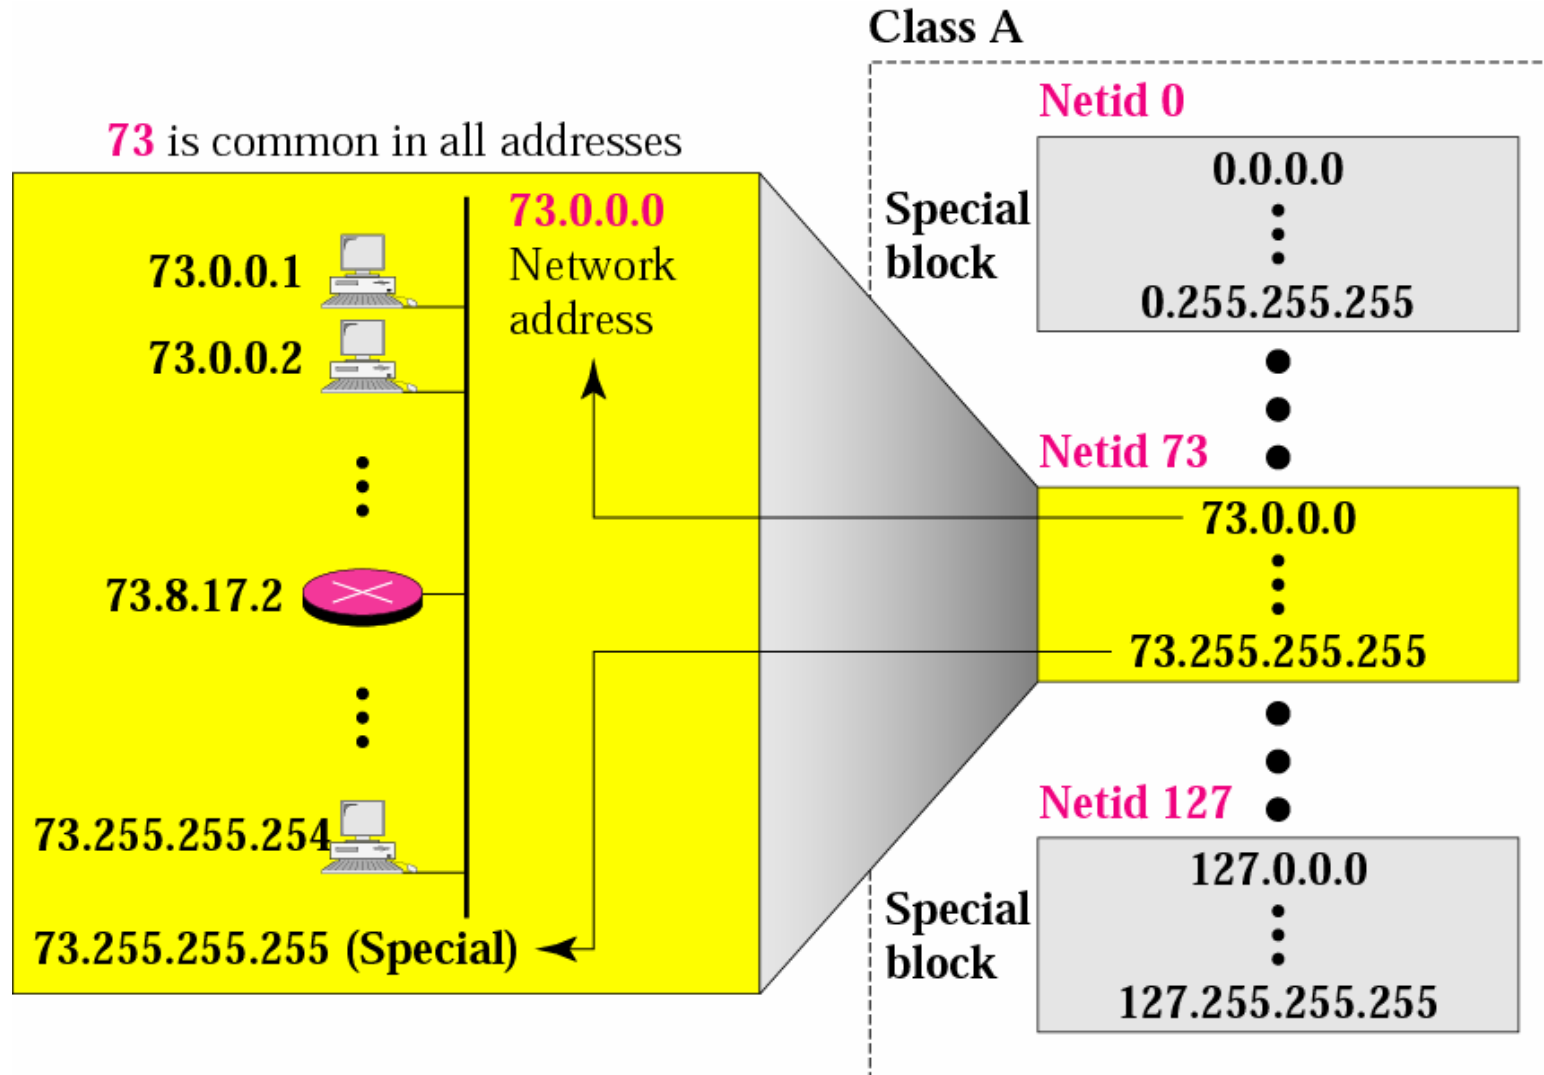 Class A
73 is common in all addresses
73.0.0.0
Network
address
73.0.0.1
73.0.0.2
73.8.17.2
73.255.255.254
73.255.255.255 (Special)
Netid 0
Special
block
0.0.0.0
0.255.255.255
Netid 73
73.0.0.0
73.255.255.255
Netid 127
Special
block
127.0.0.0
127.255.255.255